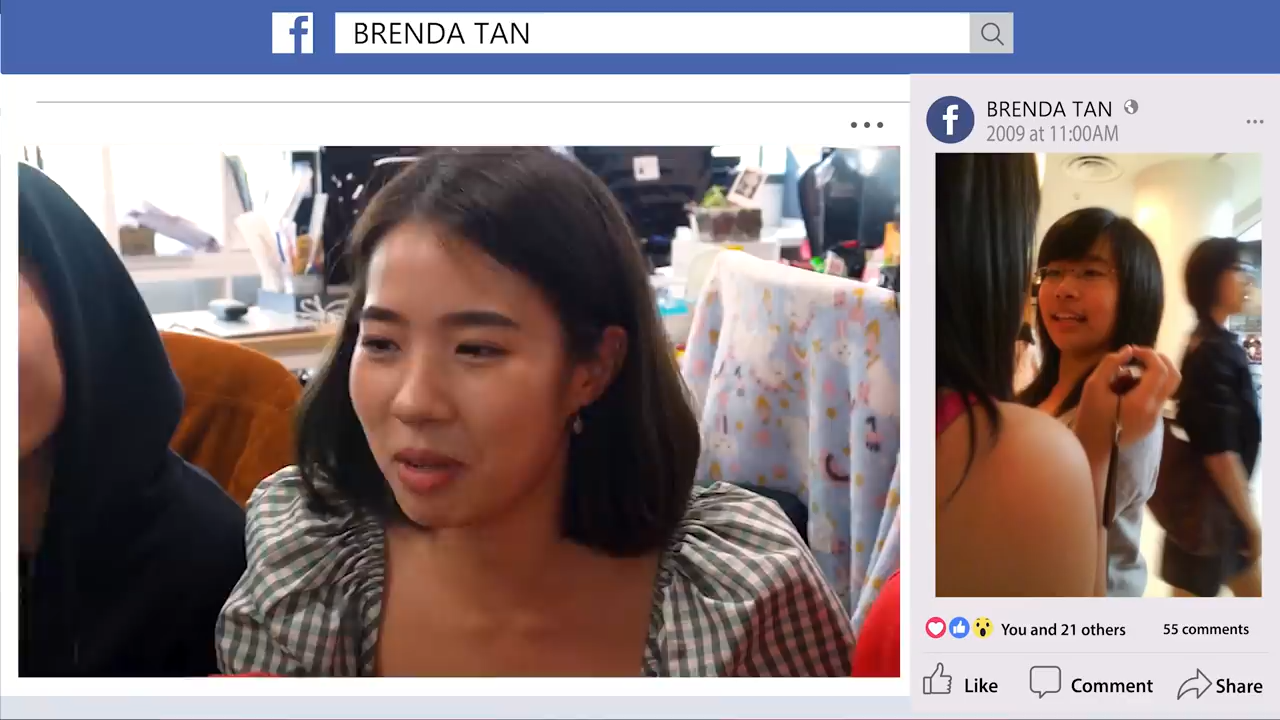 f BRENDA TAN
f BRENDA TAN
2009 at 11:00AM
You and 21 others 55 comments
Like Comment Share